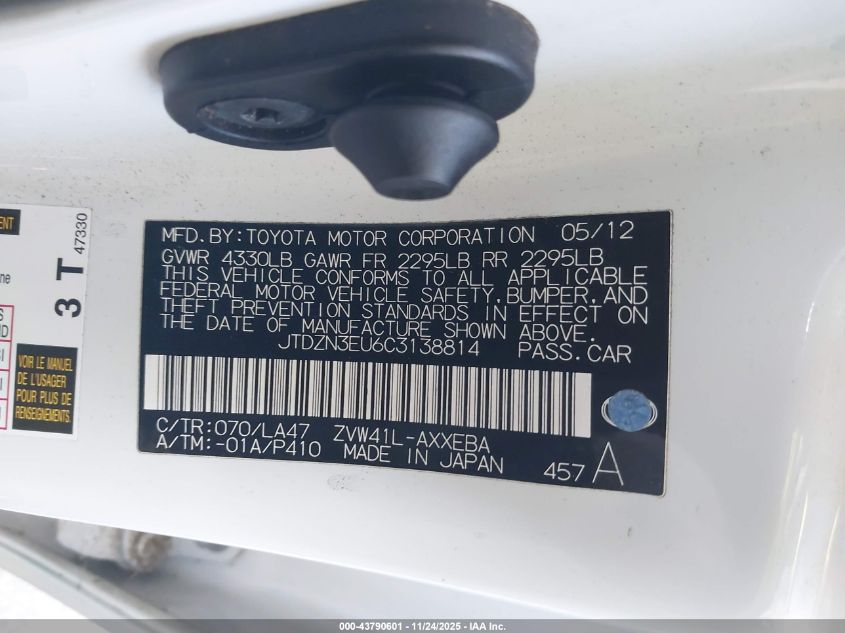 MFD.BY:TOYOTA MOTOR CORPORATION 05/12
GVWR 4330LB GAWR FR 2295LB RR 2295LB
THIS VEHICLE CONFORMS TO ALL APPLICABLE
FEDERAL MOTOR VEHICLE SAFETY,BUMPER,AND
THEFT PREVENTION STANDARDS IN EFFECT ON
THE DATE OF MANUFACTURE SHOWN ABOVE.
JTDZN3EU6C3138814 PASS.CAR
C/TR:070/LA47 ZVW41L-AXXEBA
A/TM:-01A/P410 MADE IN JAPAN 457 A
3 T 47330
VOIR LE MANUEL
DE L'USAGER
POUR PLUS DE
RENSEIGNEMENTS.
000-43790601 - 11/24/2025 - IAA Inc.